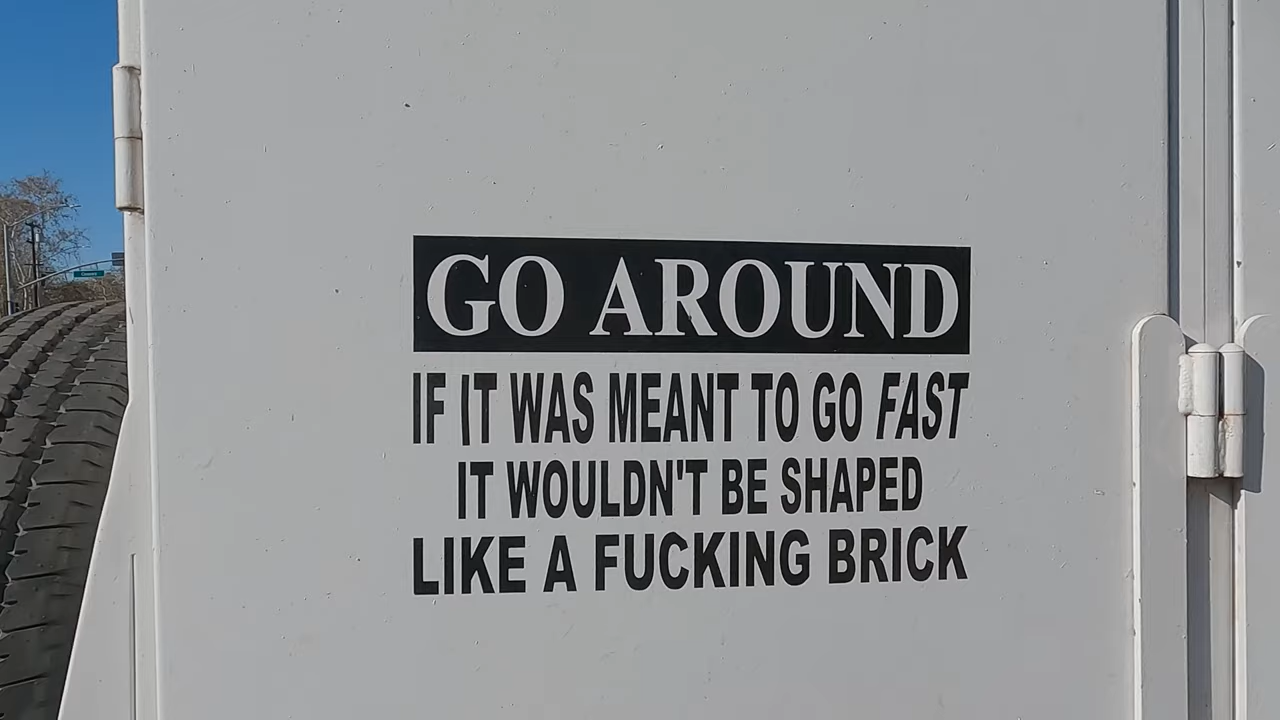 GO AROUND
IF IT WAS MEANT TO GO FAST
IT WOULDN'T BE SHAPED
LIKE A FUCKING BRICK